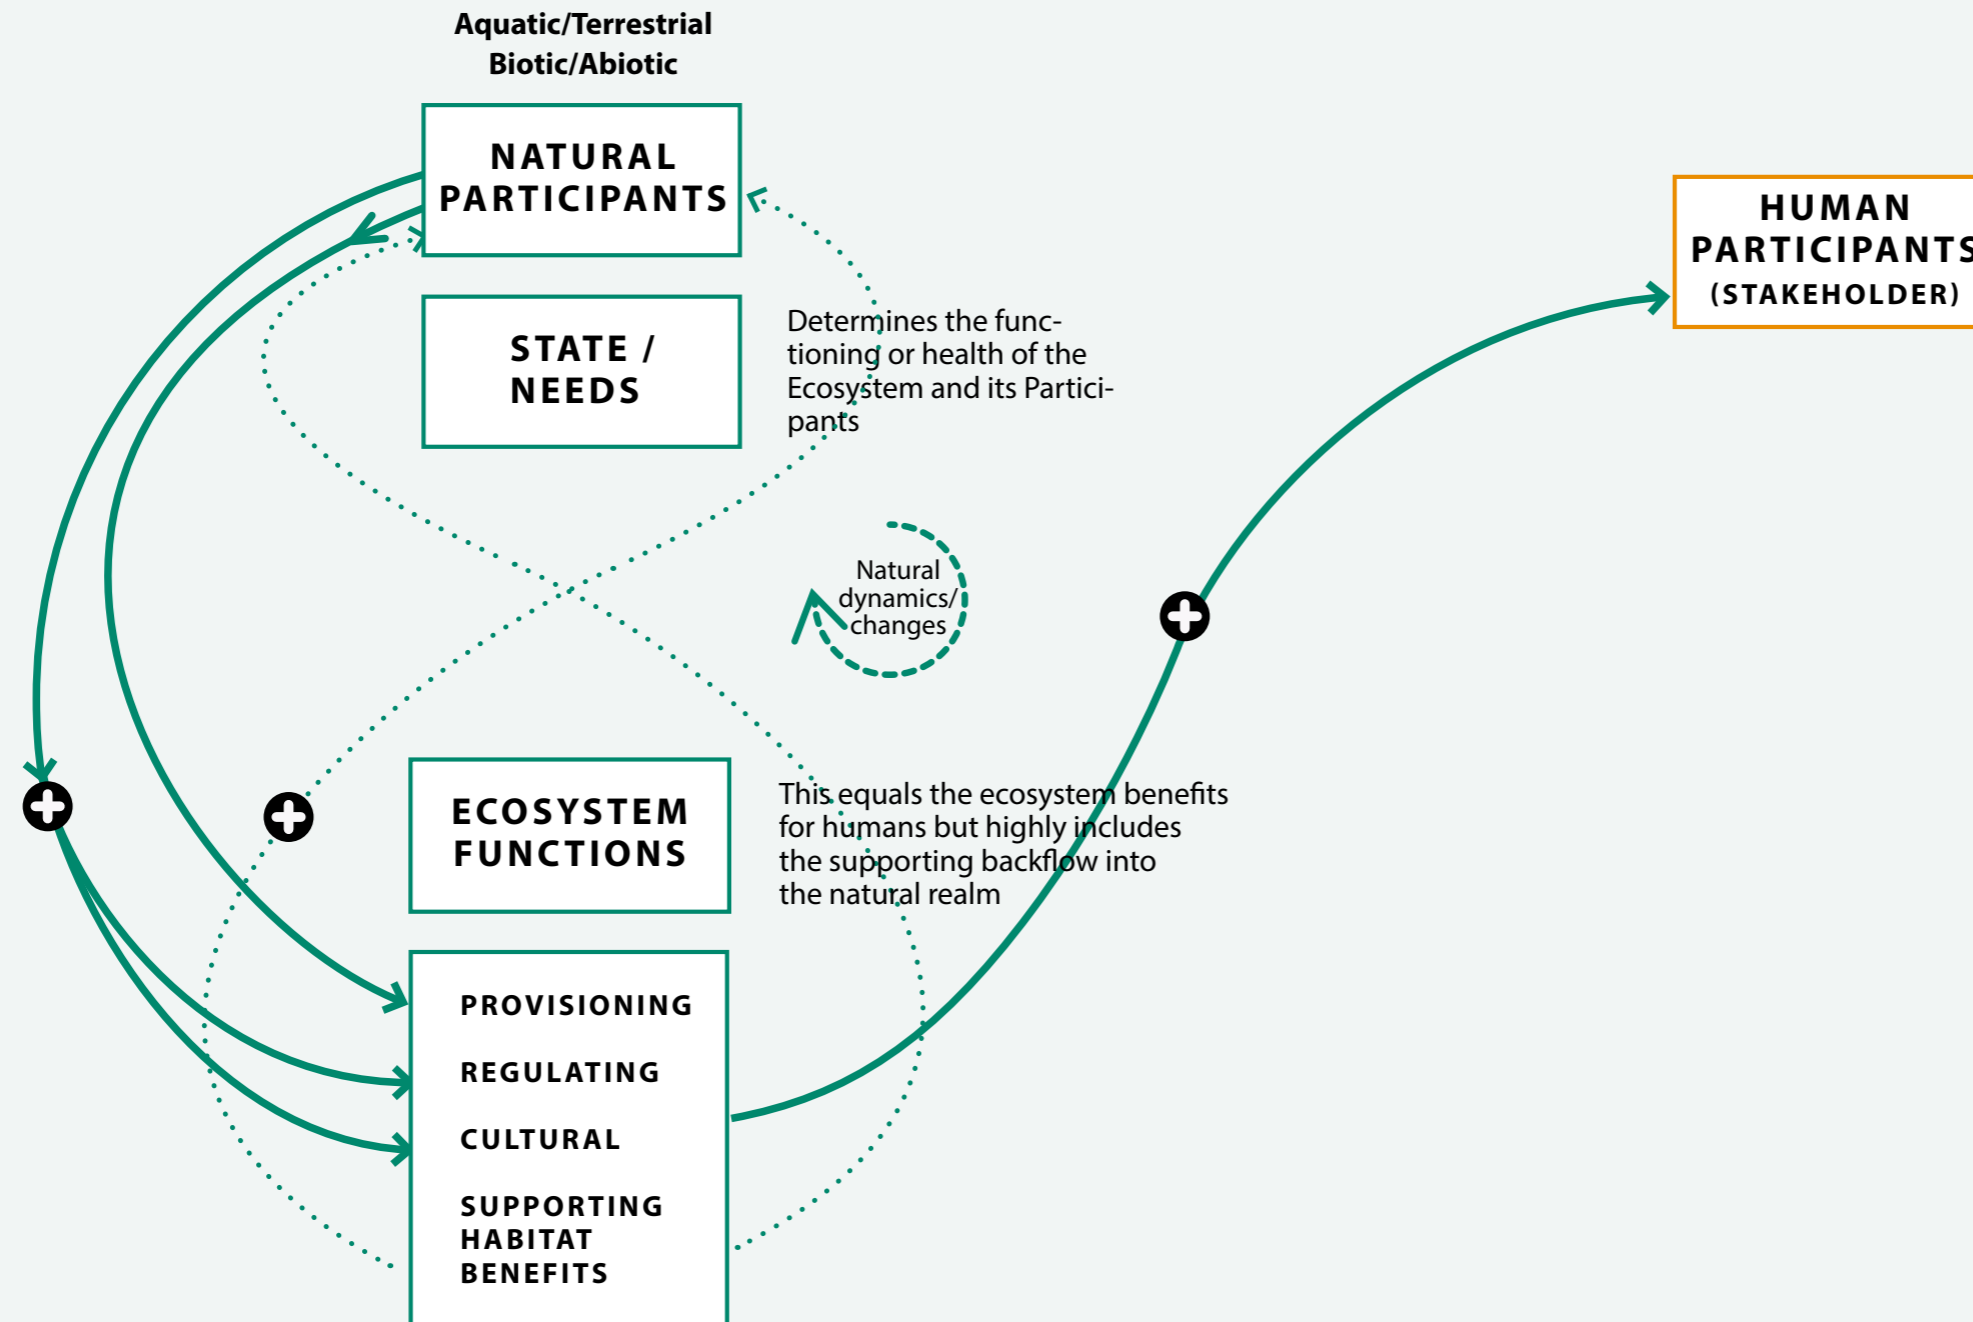 Aquatic/Terrestrial
Biotic/Abiotic
NATURAL
PARTICIPANTS
HUMAN
PARTICIPANTS
(STAKEHOLDER)
STATE /
NEEDS
Determines the func-
tioning or health of the
Ecosystem and its Partici-
pants
Natural
dynamics/
changes
ECOSYSTEM
FUNCTIONS
This equals the ecosystem benefits
for humans but highly includes
the supporting backflow into
the natural realm
PROVISIONING
REGULATING
CULTURAL
SUPPORTING
HABITAT
BENEFITS